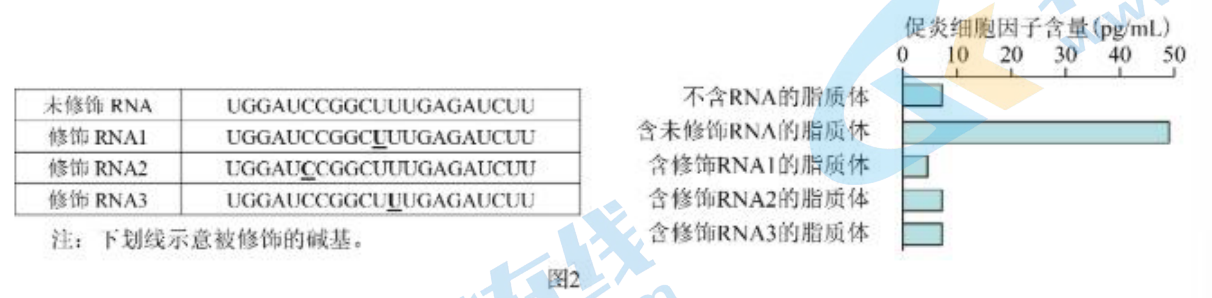 促炎细胞因子含量(pg/mL)
0 10 20 30 40 50
不含RNA的脂质体
含未修饰RNA的脂质体
含修饰RNA1的脂质体
含修饰RNA2的脂质体
含修饰RNA3的脂质体
未修饰 RNA UGGAUCCGGCUUUGAGAUCUU
修饰 RNA1 UGGAUCCGGCUUUGAGAUCUU
修饰 RNA2 UGGAUCCGGCUUUGAGAUCUU
修饰 RNA3 UGGAUCCGGCUUUGAGAUCUU
注：下划线示意被修饰的碱基。
图2